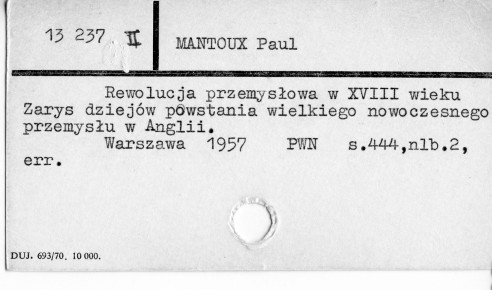 13 237 II
MANTOUX Paul
Rewolucja przemysłowa w XVIII wieku
Zarys dziejów powstania wielkiego nowoczesnego
przemysłu w Anglii.
Warszawa 1957 PWN s.444,nlb.2,
err.
DUJ. 693/70. 10 000.